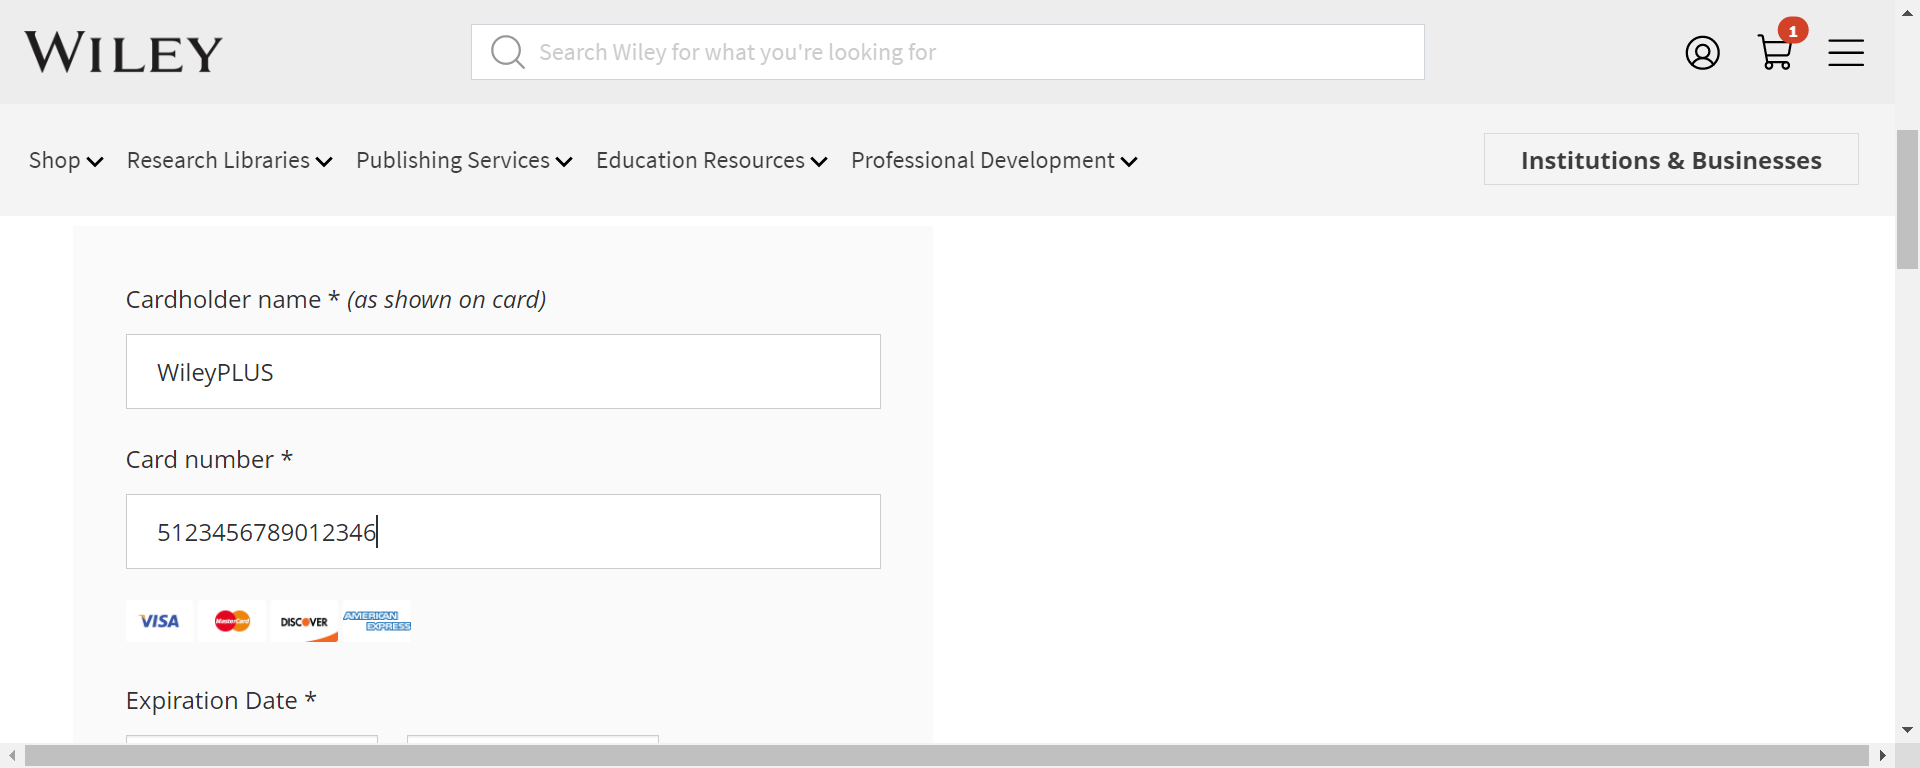 WILEY
Search Wiley for what you're looking for
1
Shop Research Libraries Publishing Services Education Resources Professional Development Institutions & Businesses
Cardholder name * (as shown on card)
WileyPLUS
Card number *
5123456789012346
VISA MasterCard DISCOVER AMERICAN EXPRESS
Expiration Date *